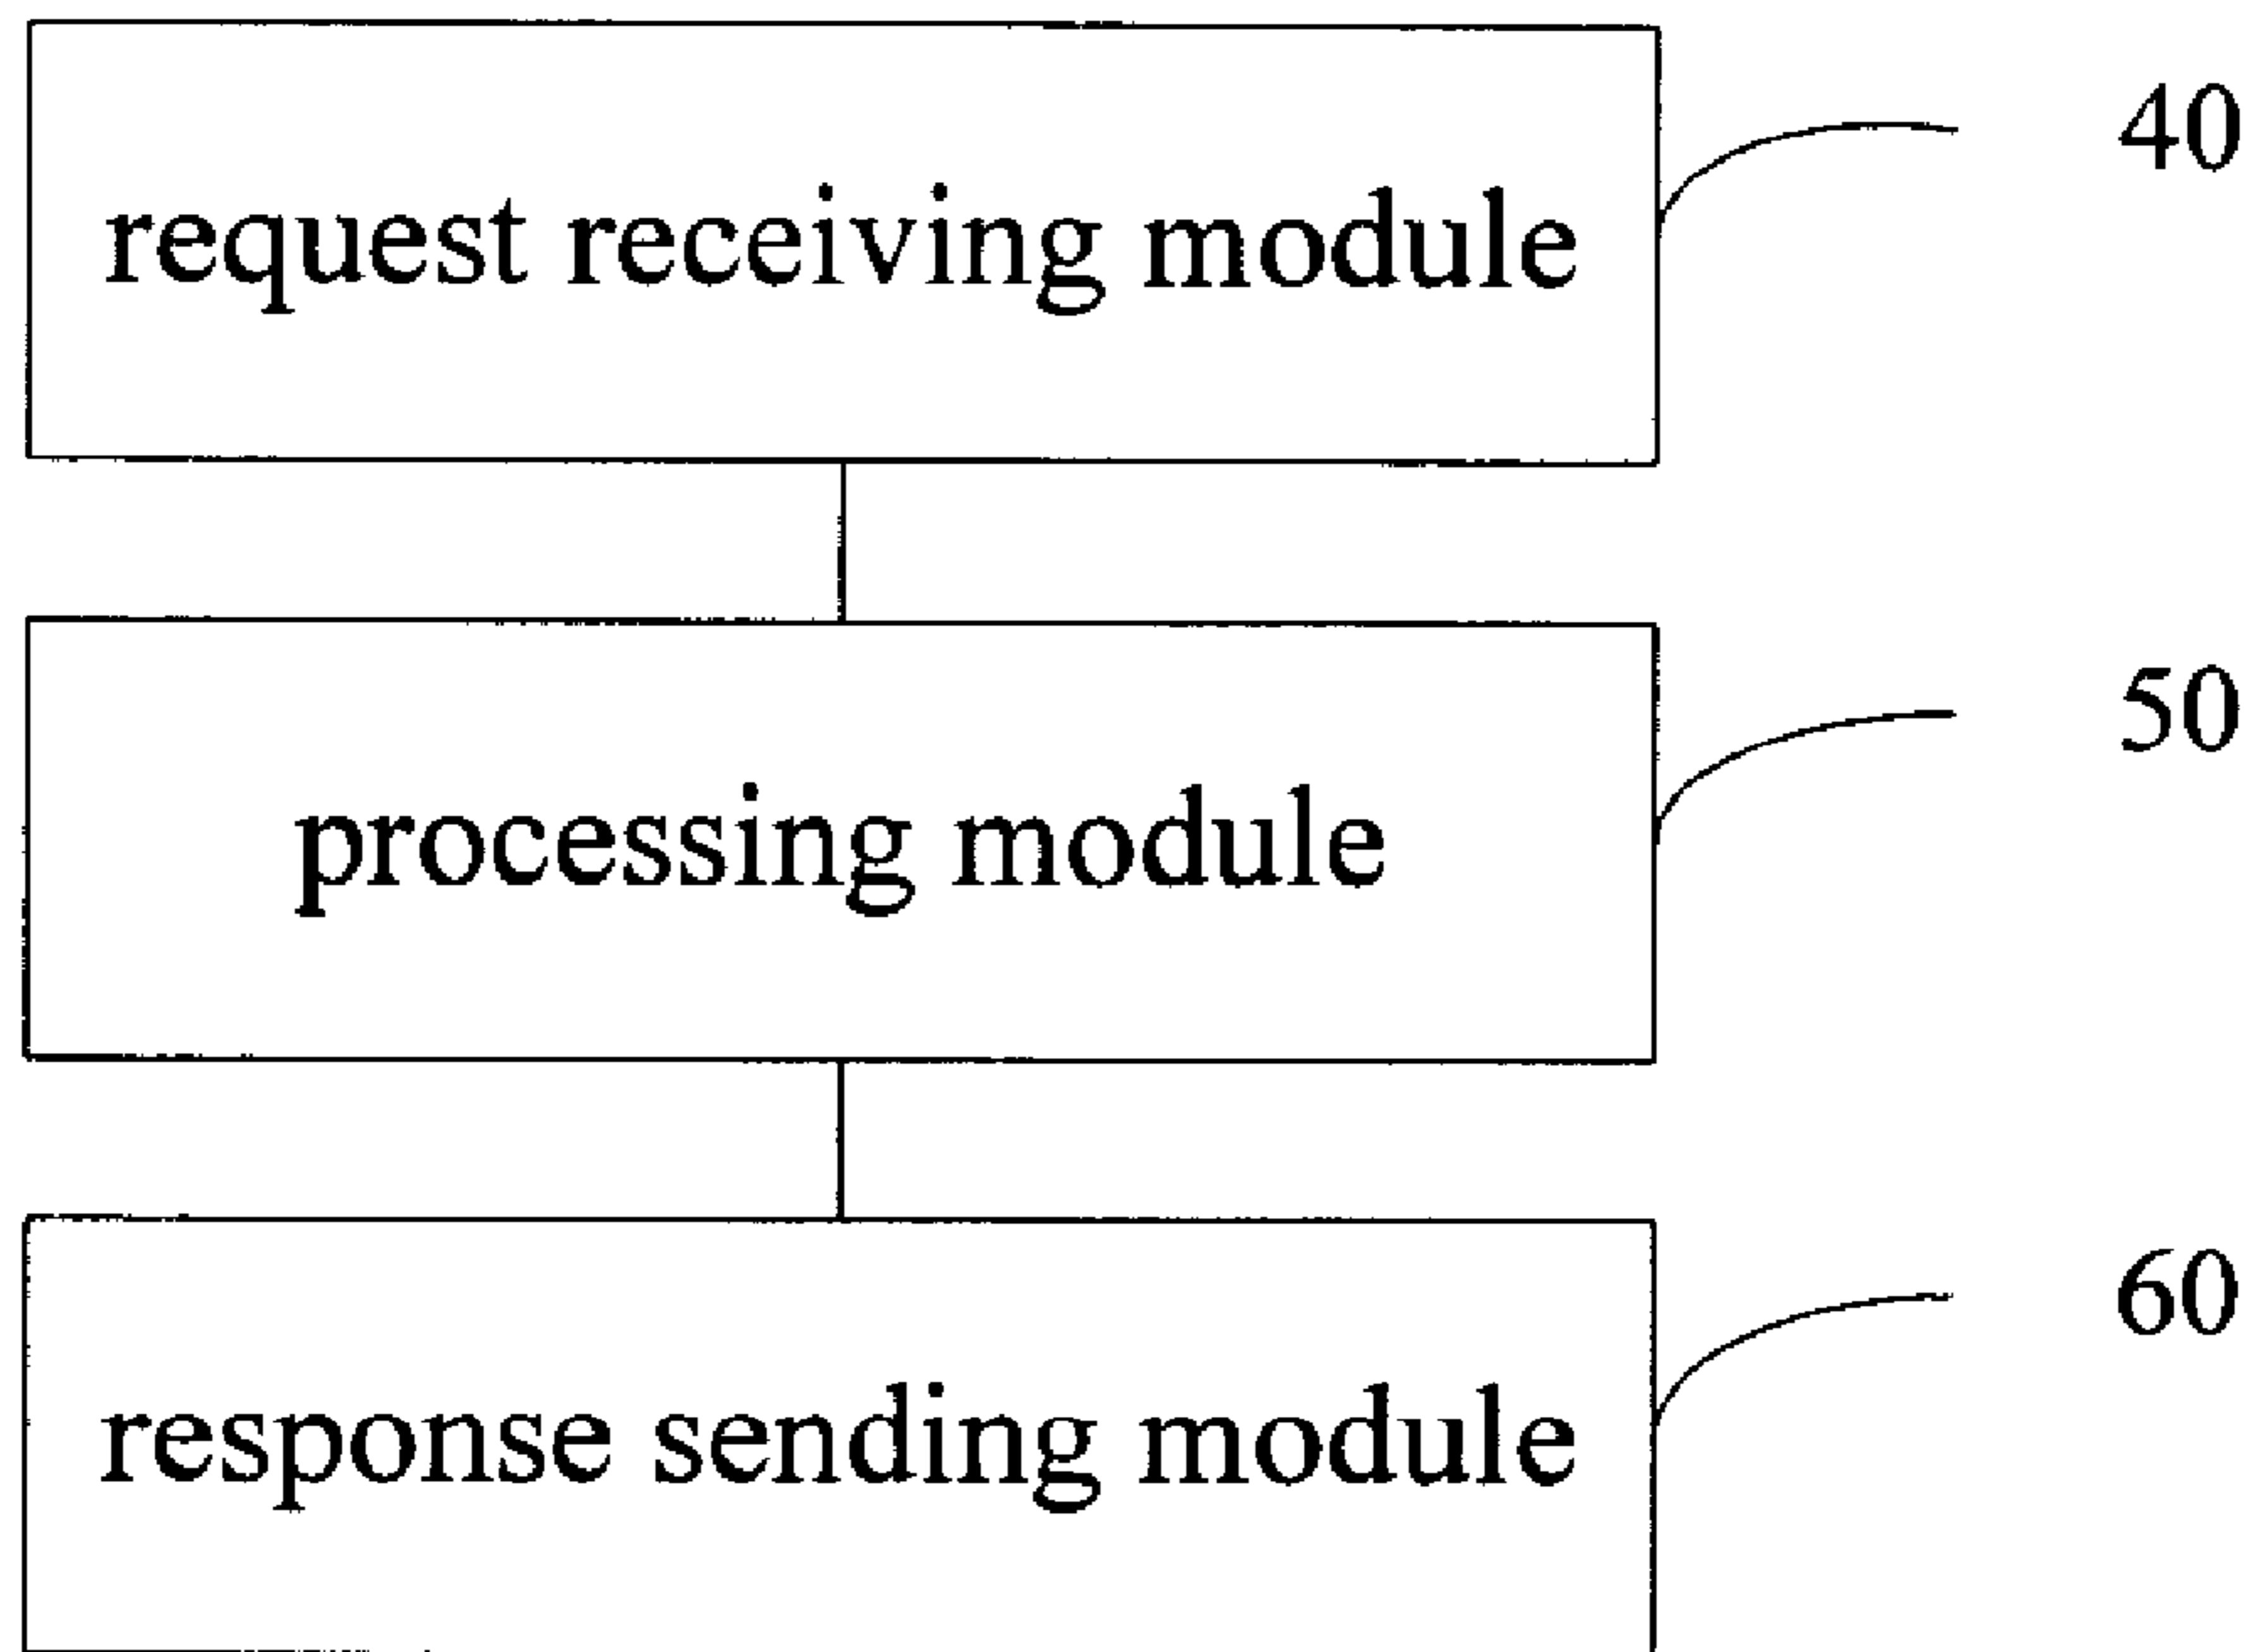 request receiving module
40
processing module
50
response sending module
60